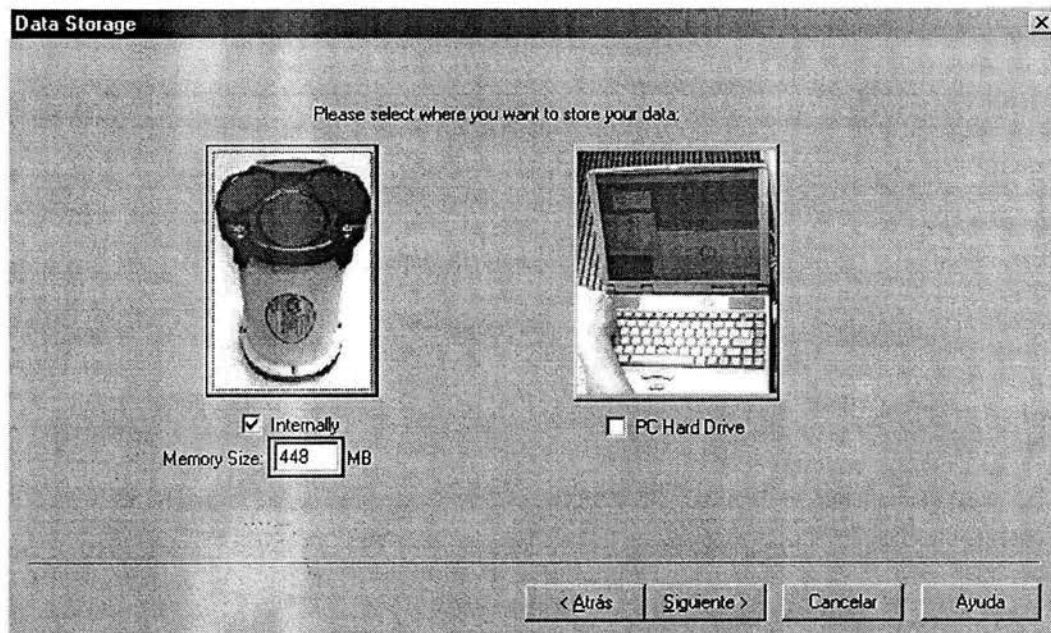 Data Storage
Please select where you want to store your data:
Internally
Memory Size: 448 MB
PC Hard Drive
< Atrás
Siguiente >
Cancelar
Ayuda